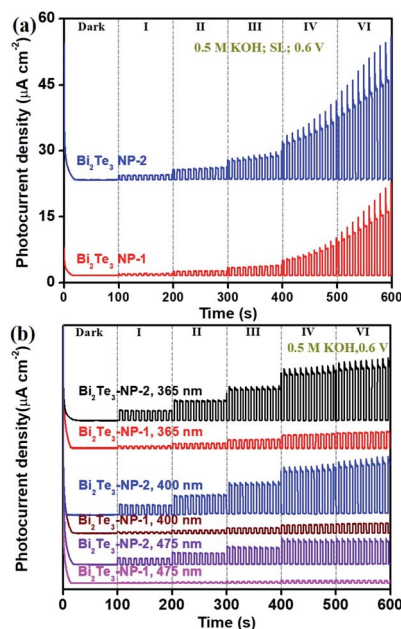 (a)
Dark I II III IV VI
0.5 M KOH; SL; 0.6 V
Bi2Te3 NP-2
Bi2Te3 NP-1
Photocurrent density (μA cm-2)
60
45
30
15
0
0 100 200 300 400 500 600
Time (s)
(b)
Dark I II III IV VI
0.5 M KOH,0.6 V
Bi2Te3-NP-2, 365 nm
Bi2Te3-NP-1, 365 nm
Bi2Te3-NP-2, 400 nm
Bi2Te3-NP-1, 400 nm
Bi2Te3-NP-2, 475 nm
Bi2Te3-NP-1, 475 nm
Photocurrent density(μA cm-2)
0 100 200 300 400 500 600
Time (s)